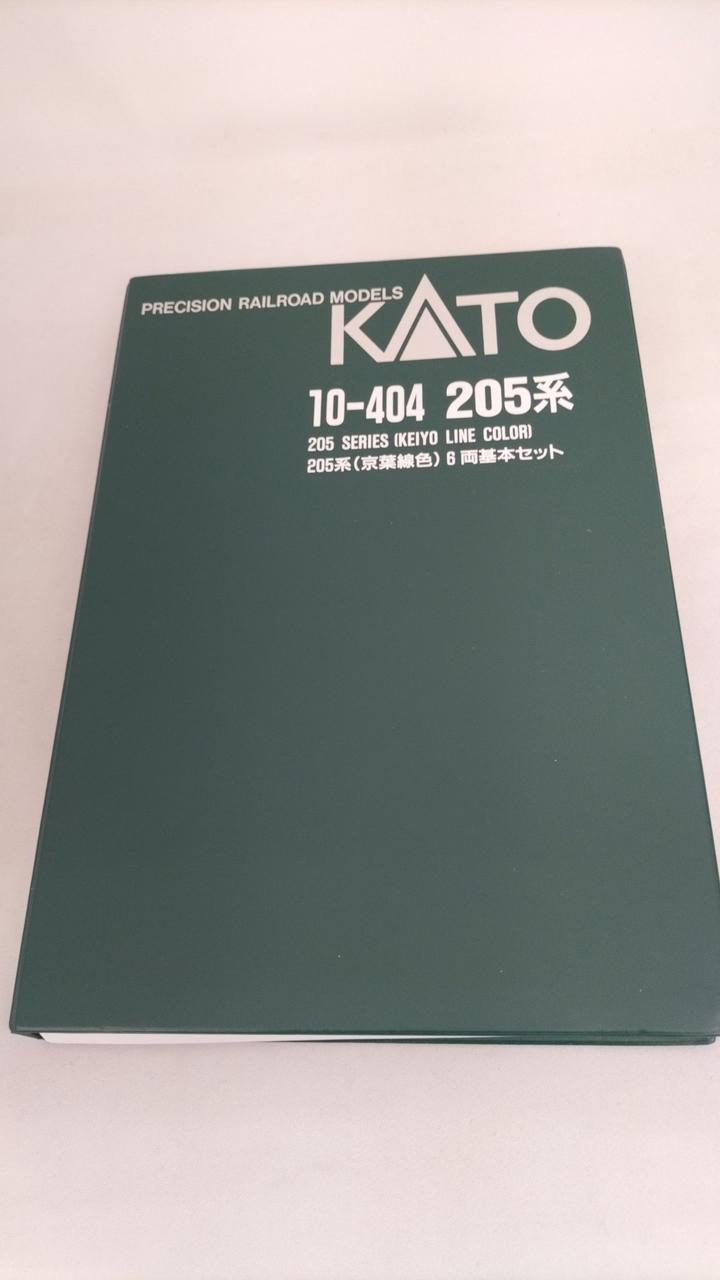 PRECISION RAILROAD MODELS
KATO
10-404 205系
205 SERIES (KEIYO LINE COLOR)
205系(京葉線色)6両基本セット